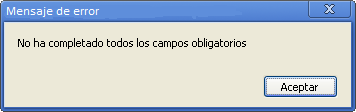 Mensaje de error
No ha completado todos los campos obligatorios
Aceptar